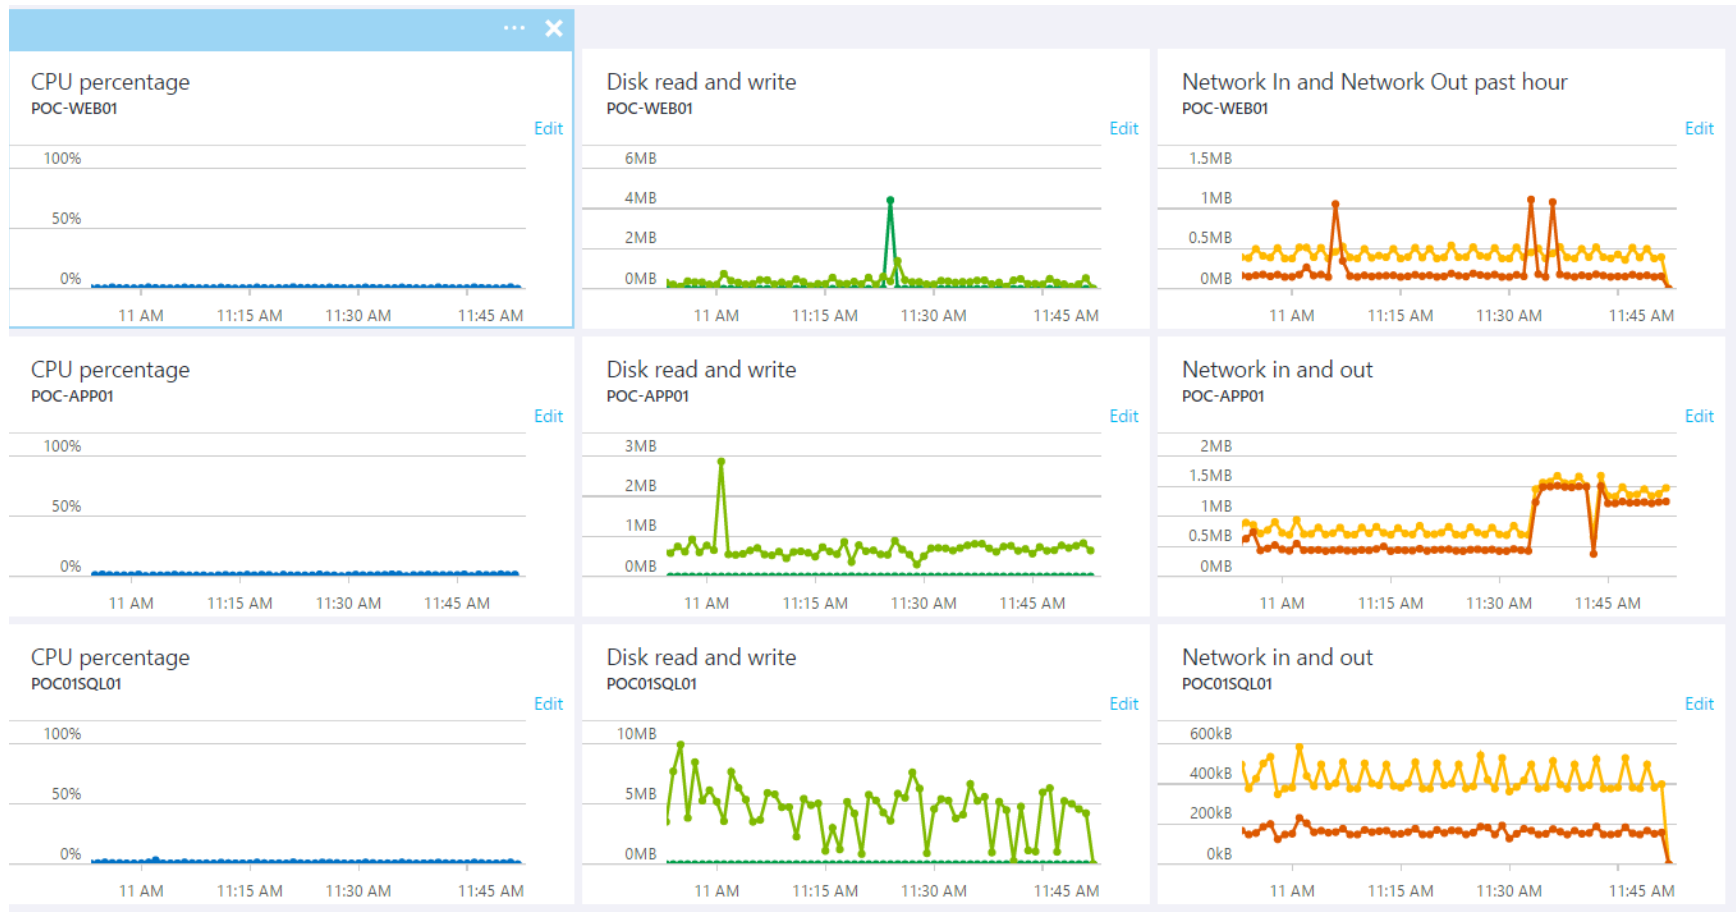 CPU percentage
POC-WEB01
Edit
100%
50%
0%
11 AM 11:15 AM 11:30 AM 11:45 AM
Disk read and write
POC-WEB01
Edit
6MB
4MB
2MB
0MB
11 AM 11:15 AM 11:30 AM 11:45 AM
Network In and Network Out past hour
POC-WEB01
Edit
1.5MB
1MB
0.5MB
0MB
11 AM 11:15 AM 11:30 AM 11:45 AM
CPU percentage
POC-APP01
Edit
100%
50%
0%
11 AM 11:15 AM 11:30 AM 11:45 AM
Disk read and write
POC-APP01
Edit
3MB
2MB
1MB
0MB
11 AM 11:15 AM 11:30 AM 11:45 AM
Network in and out
POC-APP01
Edit
2MB
1.5MB
1MB
0.5MB
0MB
11 AM 11:15 AM 11:30 AM 11:45 AM
CPU percentage
POC01SQL01
Edit
100%
50%
0%
11 AM 11:15 AM 11:30 AM 11:45 AM
Disk read and write
POC01SQL01
Edit
10MB
5MB
0MB
11 AM 11:15 AM 11:30 AM 11:45 AM
Network in and out
POC01SQL01
Edit
600kB
400kB
200kB
0kB
11 AM 11:15 AM 11:30 AM 11:45 AM